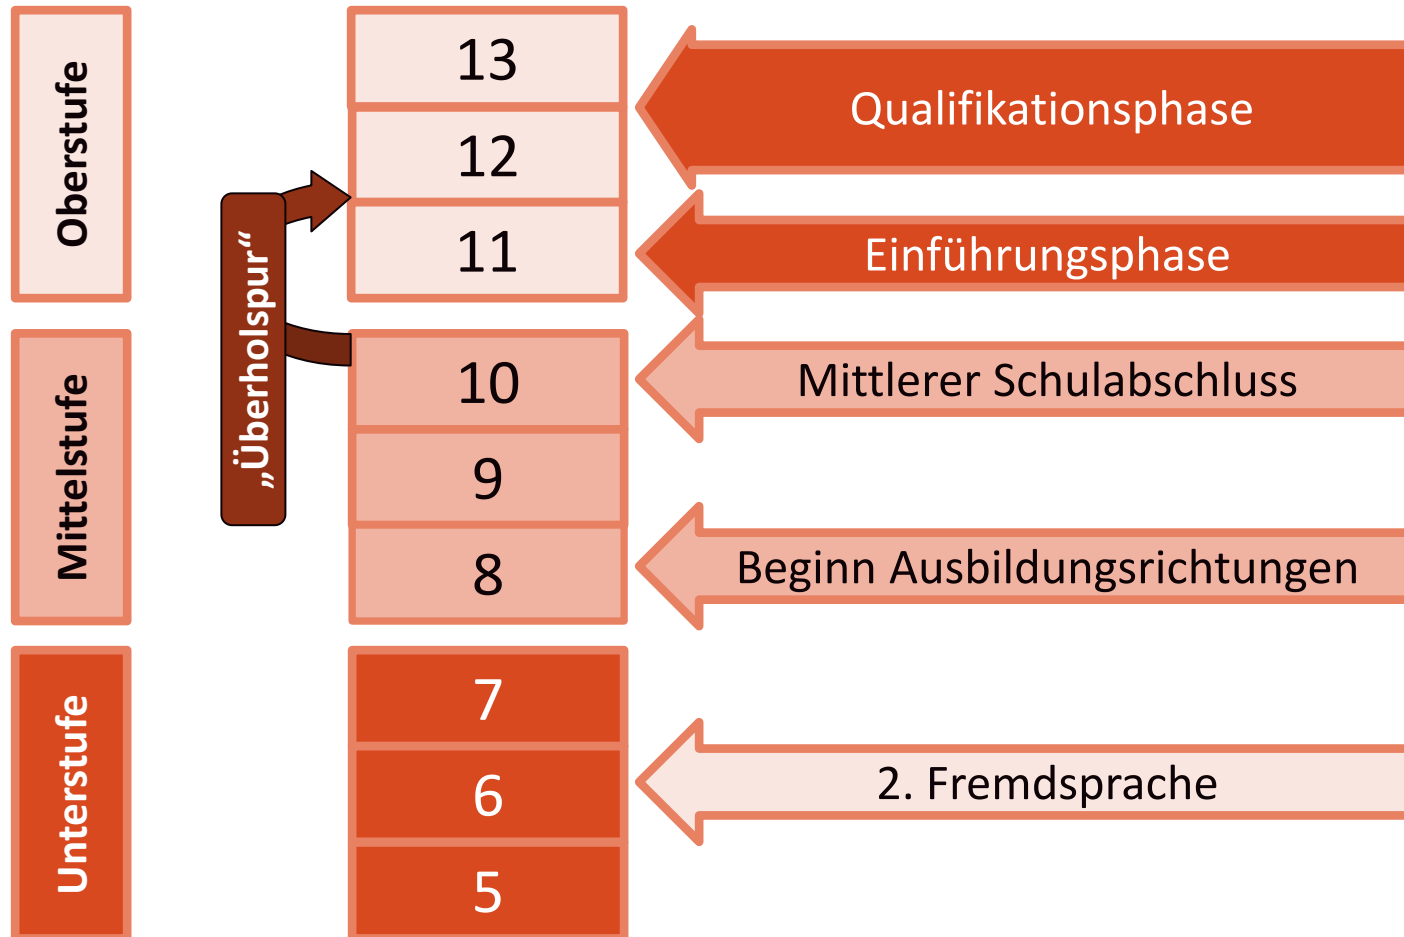 Oberstufe
13
12
11
Qualifikationsphase
Einführungsphase
„Überholspur“
Mittelstufe
10
9
8
Mittlerer Schulabschluss
Beginn Ausbildungsrichtungen
Unterstufe
7
6
5
2. Fremdsprache